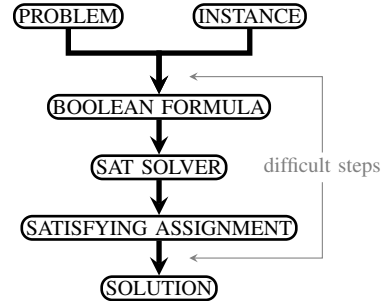 PROBLEM
INSTANCE
BOOLEAN FORMULA
SAT SOLVER
difficult steps
SATISFYING ASSIGNMENT
SOLUTION